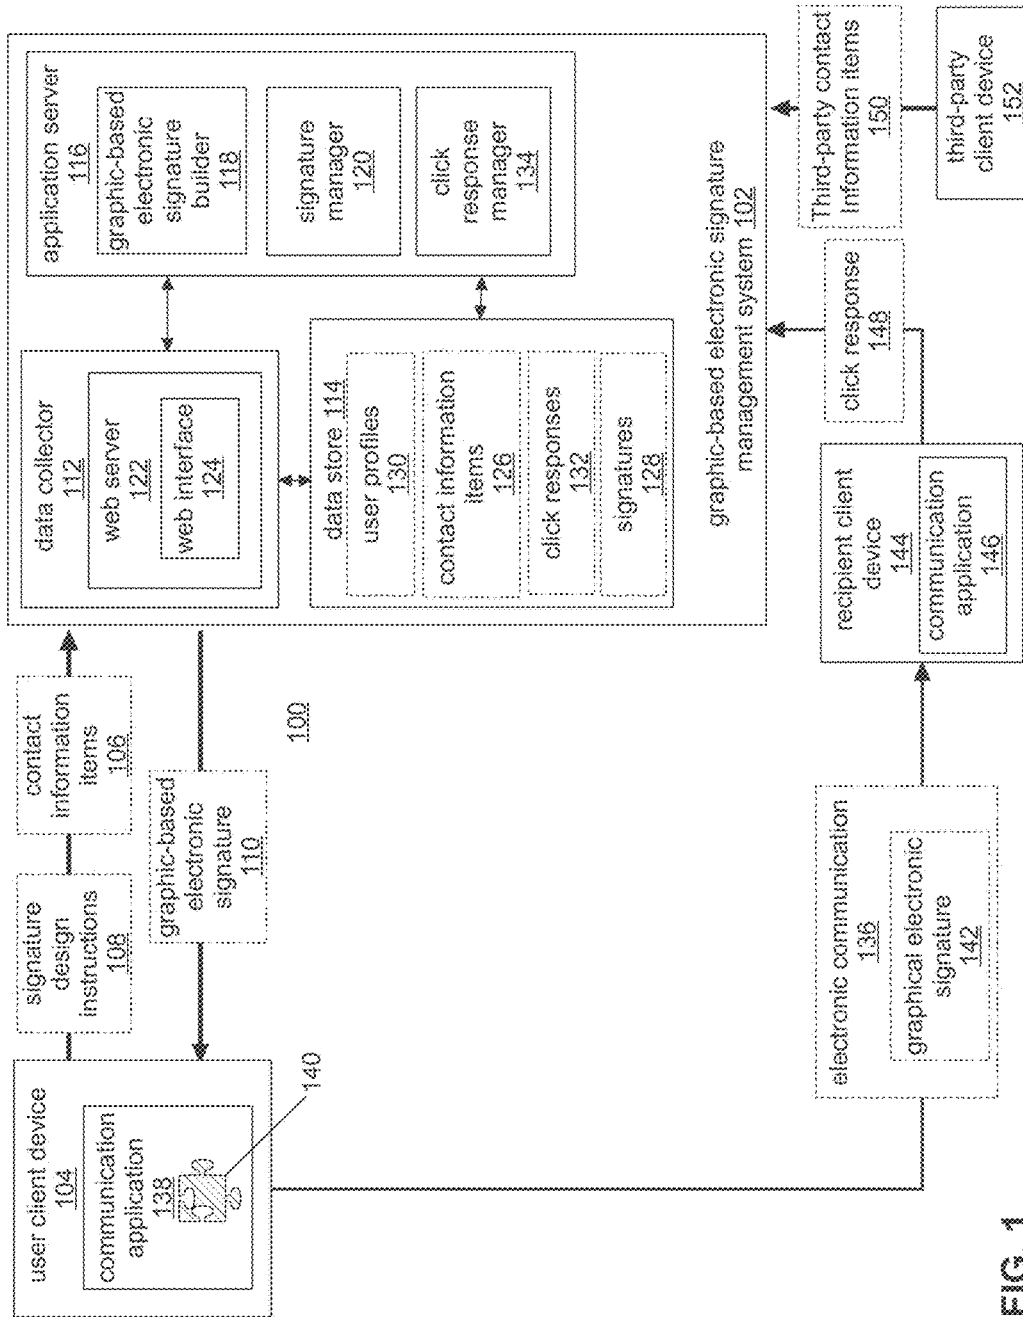 user client device
104
communication
application
138
140
signature
design
instructions
108
contact
information
items
106
graphic-based
electronic
signature
110
100
data collector
112
web server
122
web interface
124
data store 114
user profiles
130
contact information
items
126
click responses
132
signatures
128
application server
116
graphic-based
electronic
signature
builder
118
signature
manager
120
click
response
manager
134
graphic-based electronic signature
management system 102
electronic communication
136
graphical electronic
signature
142
recipient client
device
144
communication
application
146
click response
148
Third-party contact
Information items
150
third-party
client device
152
FIG. 1